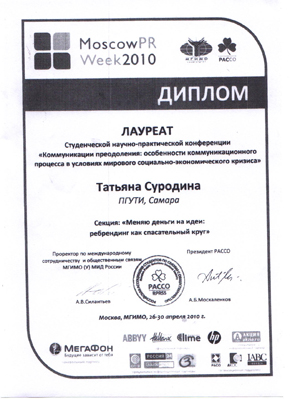 MoscowPR
Week2010
МГИМО
РАССО
ДИПЛОМ
ЛАУРЕАТ
Студенческой научно-практической конференции
«Коммуникации преодоления: особенности коммуникационного
процесса в условиях мирового социально-экономического кризиса»
Татьяна Суродина
ПГУТИ, Самара
Секция: «Меняю деньги на идеи:
ребрендинг как спасательный круг»
Проректор по международному
сотрудничеству и общественным связям
МГИМО (У) МИД России
Президент РАССО
РАССО
А.В.Силантьев
А.Б.Москаленков
Москва, МГИМО, 26-30 апреля 2010 г.
МЕГАФОН
Будущее зависит от тебя
ABBYY
hp
IABC